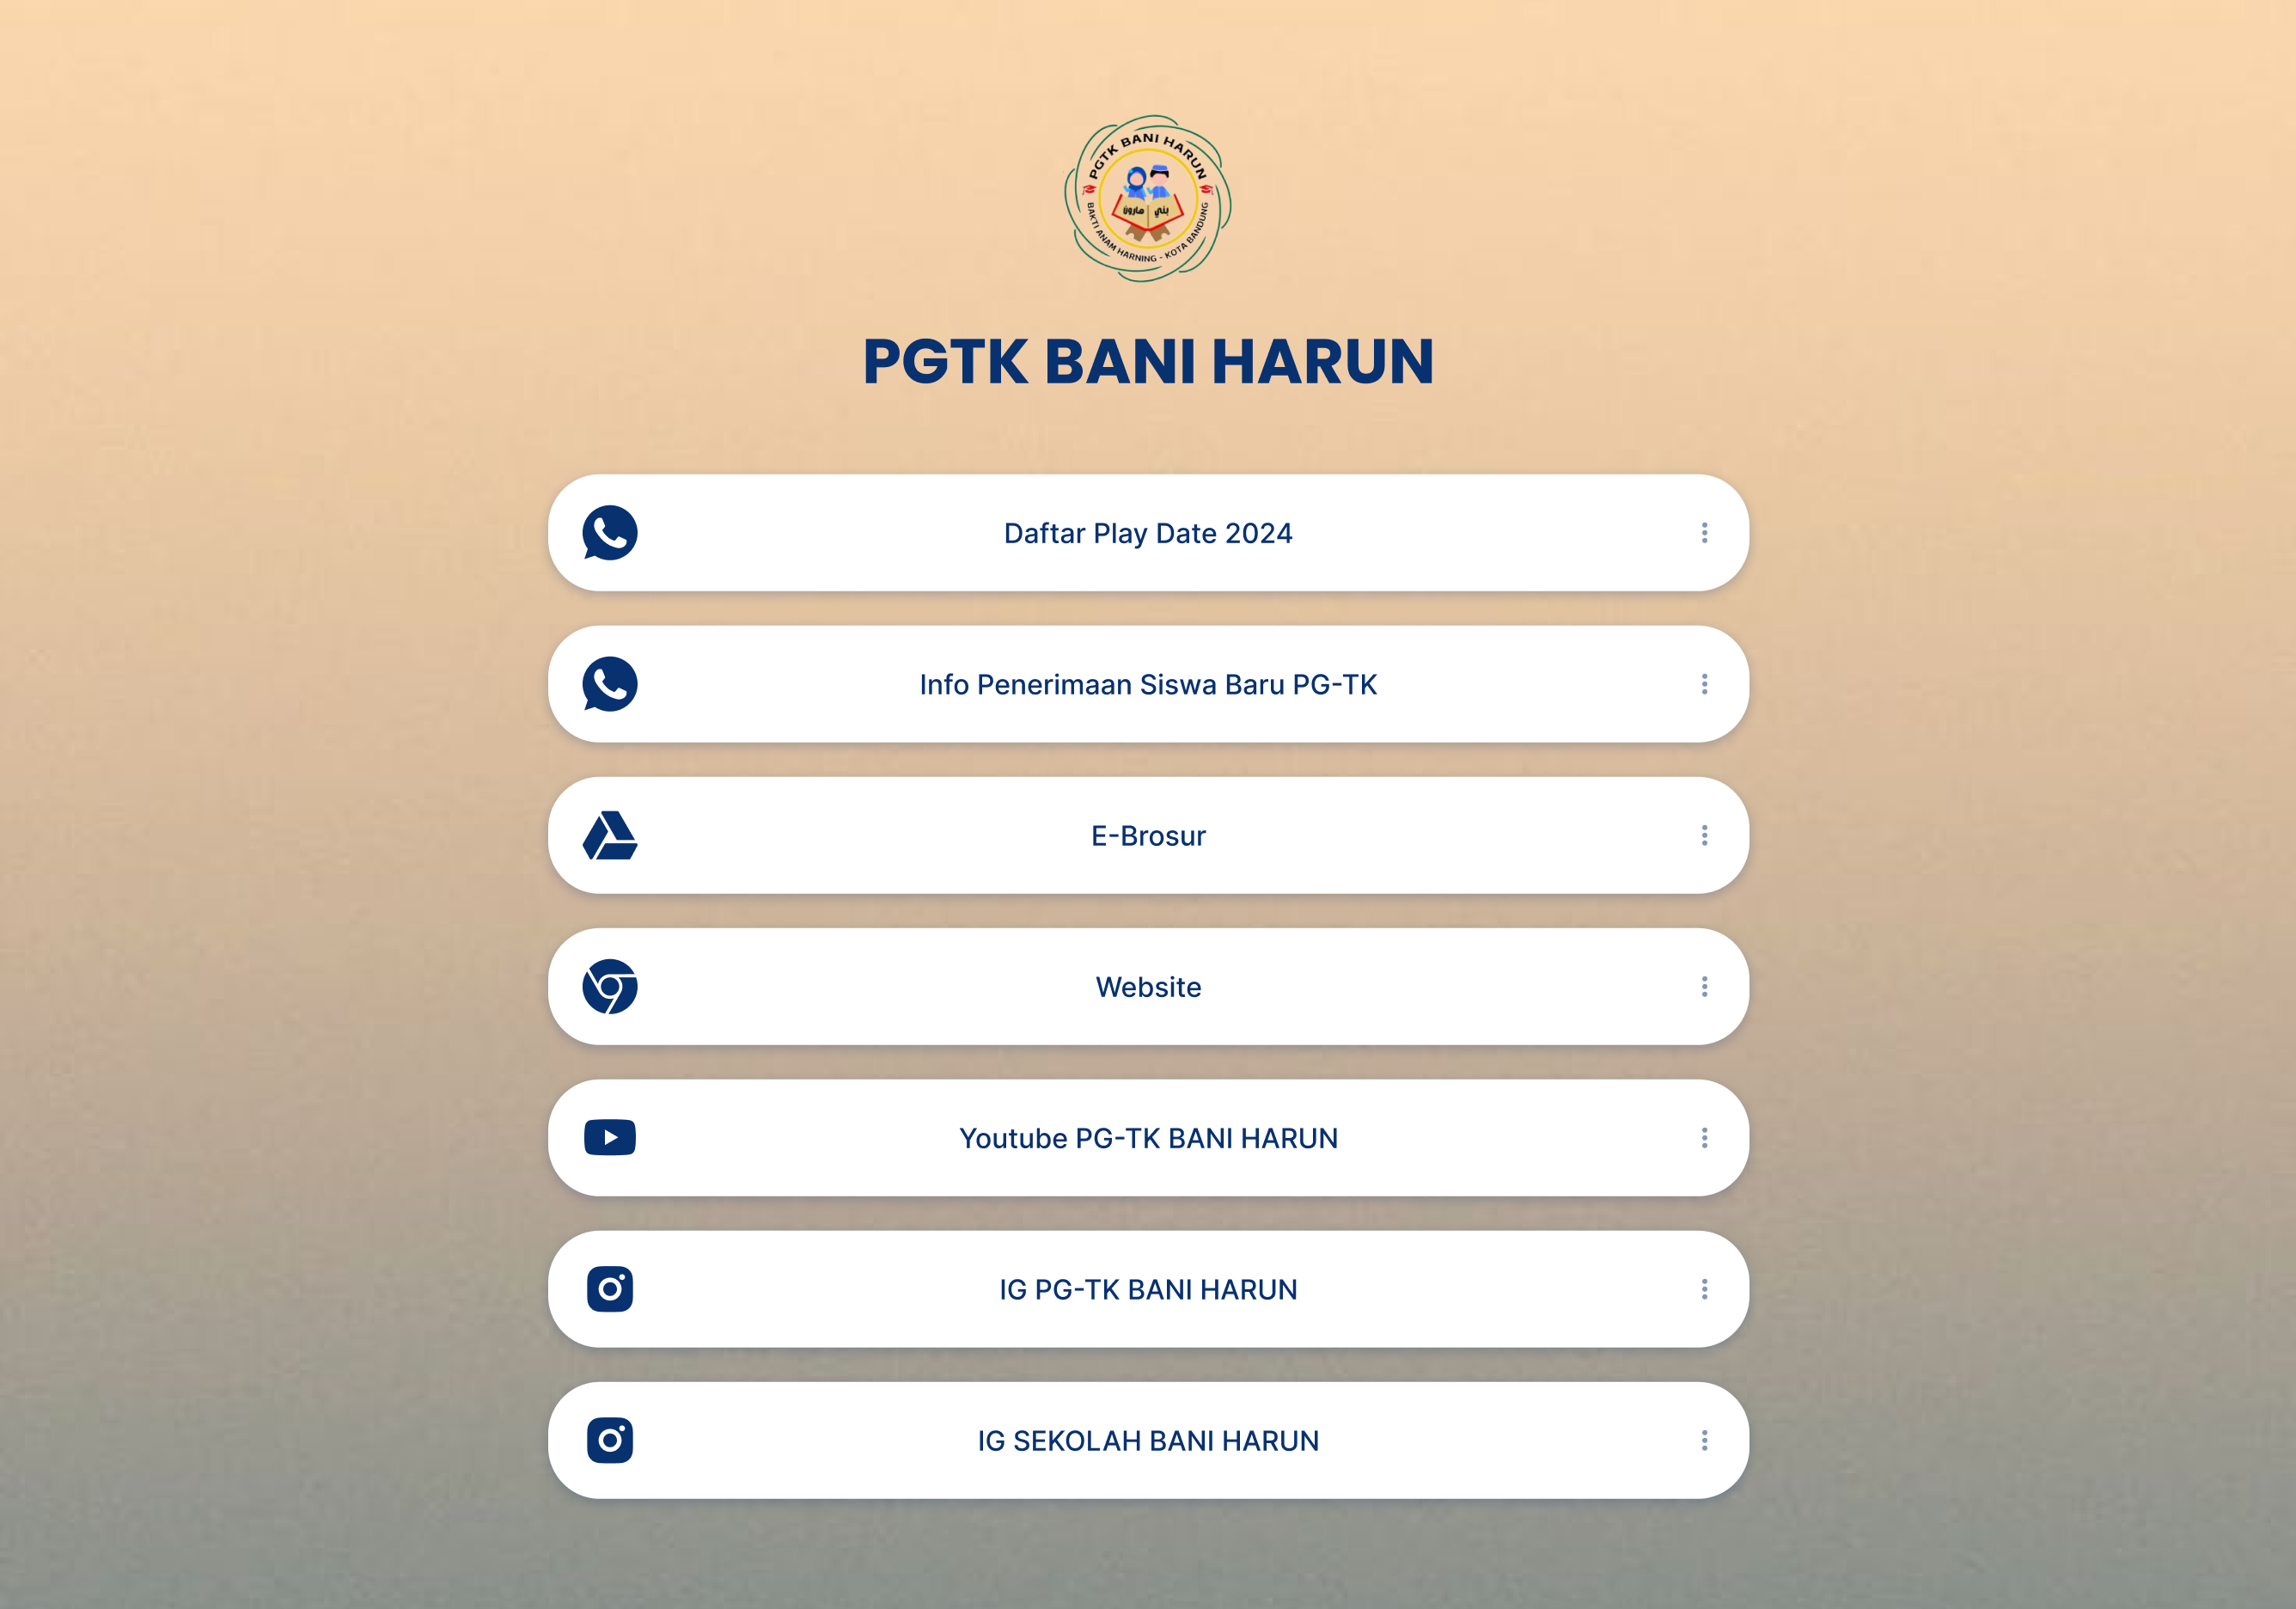 PGTK BANI HARUN
بني هارون
BAKTI ANAM HARNING - KOTA BANDUNG
PGTK BANI HARUN
Daftar Play Date 2024
Info Penerimaan Siswa Baru PG-TK
E-Brosur
Website
Youtube PG-TK BANI HARUN
IG PG-TK BANI HARUN
IG SEKOLAH BANI HARUN